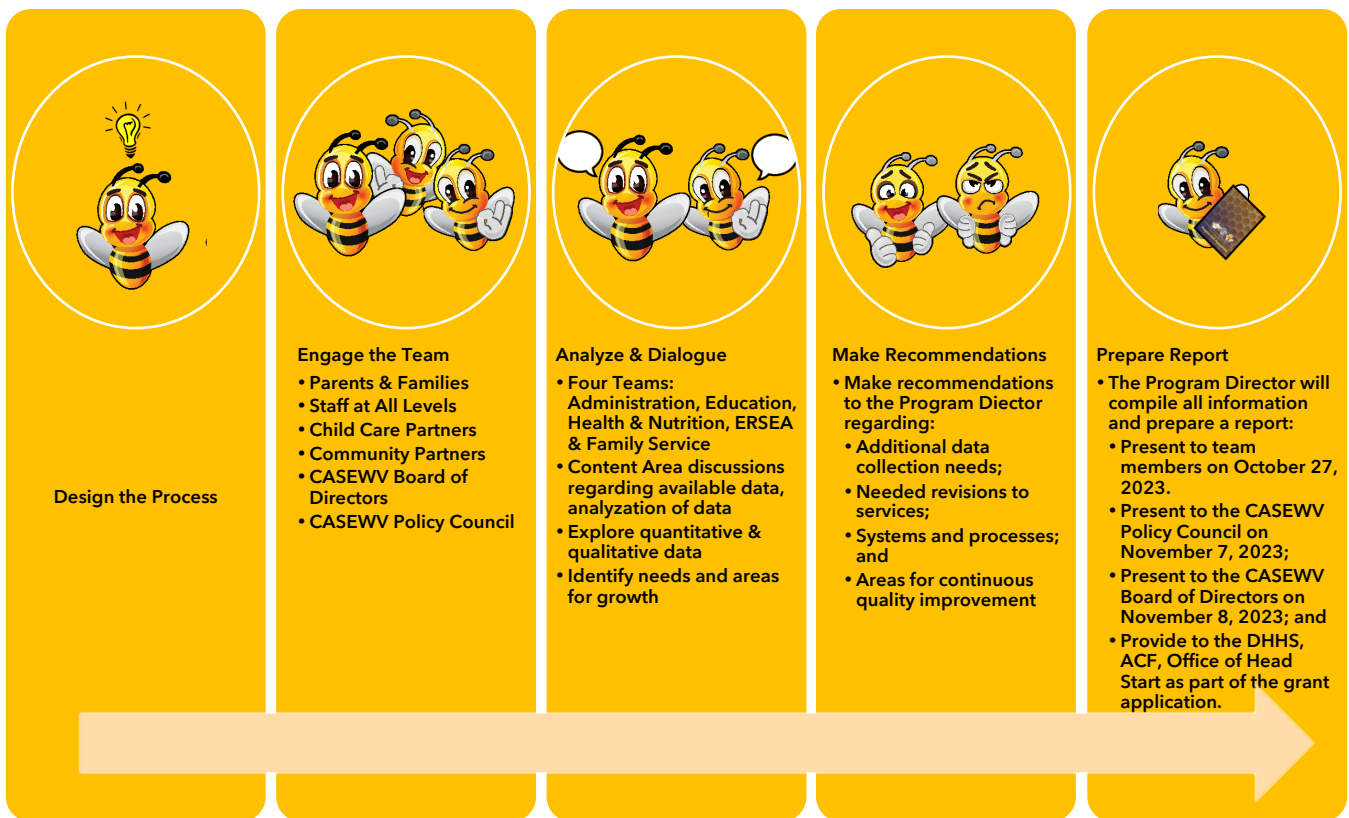 Design the Process
Engage the Team
• Parents & Families
• Staff at All Levels
• Child Care Partners
• Community Partners
• CASEWV Board of
Directors
• CASEWV Policy Council
Analyze & Dialogue
• Four Teams:
Administration, Education,
Health & Nutrition, ERSEA
& Family Service
• Content Area discussions
regarding available data,
analyzation of data
• Explore quantitative &
qualitative data
• Identify needs and areas
for growth
Make Recommendations
• Make recommendations
to the Program Diector
regarding:
• Additional data
collection needs;
• Needed revisions to
services;
• Systems and processes;
and
• Areas for continuous
quality improvement
Prepare Report
• The Program Director will
compile all information
and prepare a report:
• Present to team
members on October 27,
2023.
• Present to the CASEWV
Policy Council on
November 7, 2023;
• Present to the CASEWV
Board of Directors on
November 8, 2023; and
• Provide to the DHHS,
ACF, Office of Head
Start as part of the grant
application.